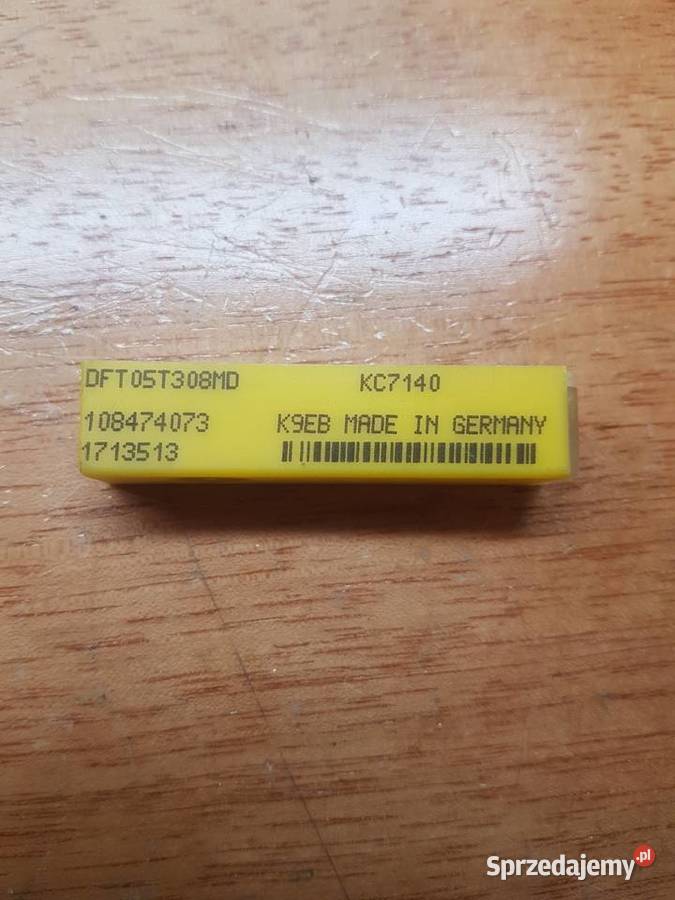 DFT05T308MD KC7140
108474073 K9EB MADE IN GERMANY
1713513
Sprzedajemy.pl